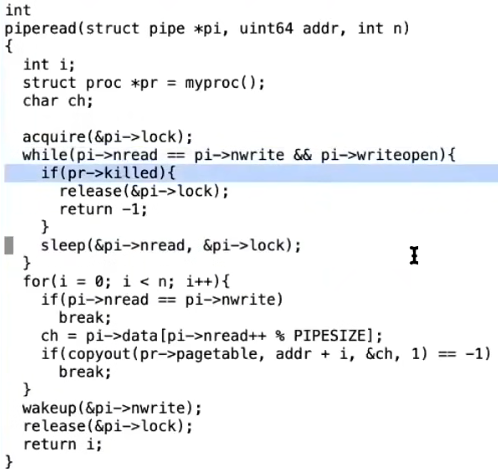 int
piperead(struct pipe *pi, uint64 addr, int n)
{
  int i;
  struct proc *pr = myproc();
  char ch;

  acquire(&pi->lock);
  while(pi->nread == pi->nwrite && pi->writeopen){
    if(pr->killed){
      release(&pi->lock);
      return -1;
    }
    sleep(&pi->nread, &pi->lock);
  }
  for(i = 0; i < n; i++){
    if(pi->nread == pi->nwrite)
      break;
    ch = pi->data[pi->nread++ % PIPESIZE];
    if(copyout(pr->pagetable, addr + i, &ch, 1) == -1)
      break;
  }
  wakeup(&pi->nwrite);
  release(&pi->lock);
  return i;
}